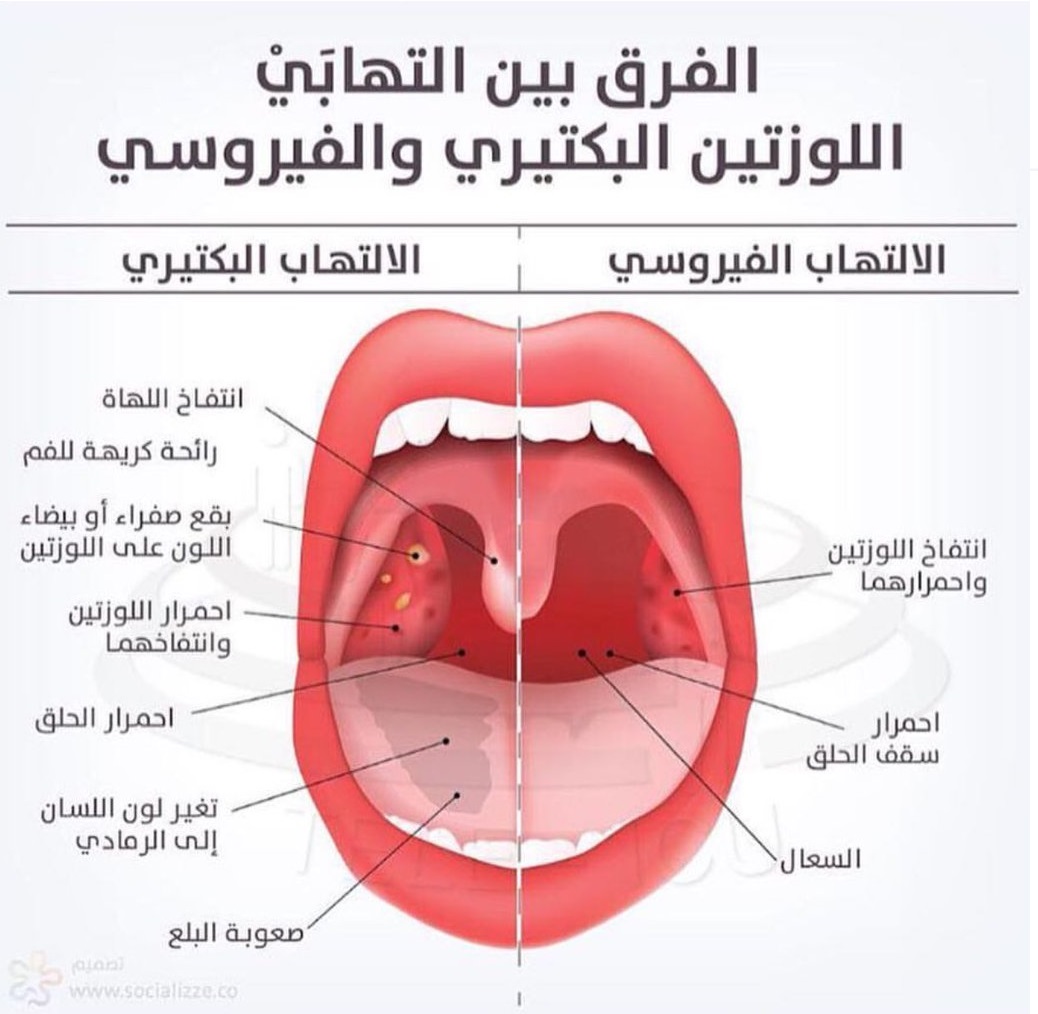 الفرق بين التهابَيْ
اللوزتين البكتيري والفيروسي
الالتهاب الفيروسي
انتفاخ اللوزتين
واحمرارهما
احمرار
سقف الحلق
السعال
الالتهاب البكتيري
انتفاخ اللهاة
رائحة كريهة للفم
بقع صفراء أو بيضاء
اللون على اللوزتين
احمرار اللوزتين
وانتفاخهما
احمرار الحلق
تغير لون اللسان
إلى الرمادي
صعوبة البلع
تصميم
www.socializze.co